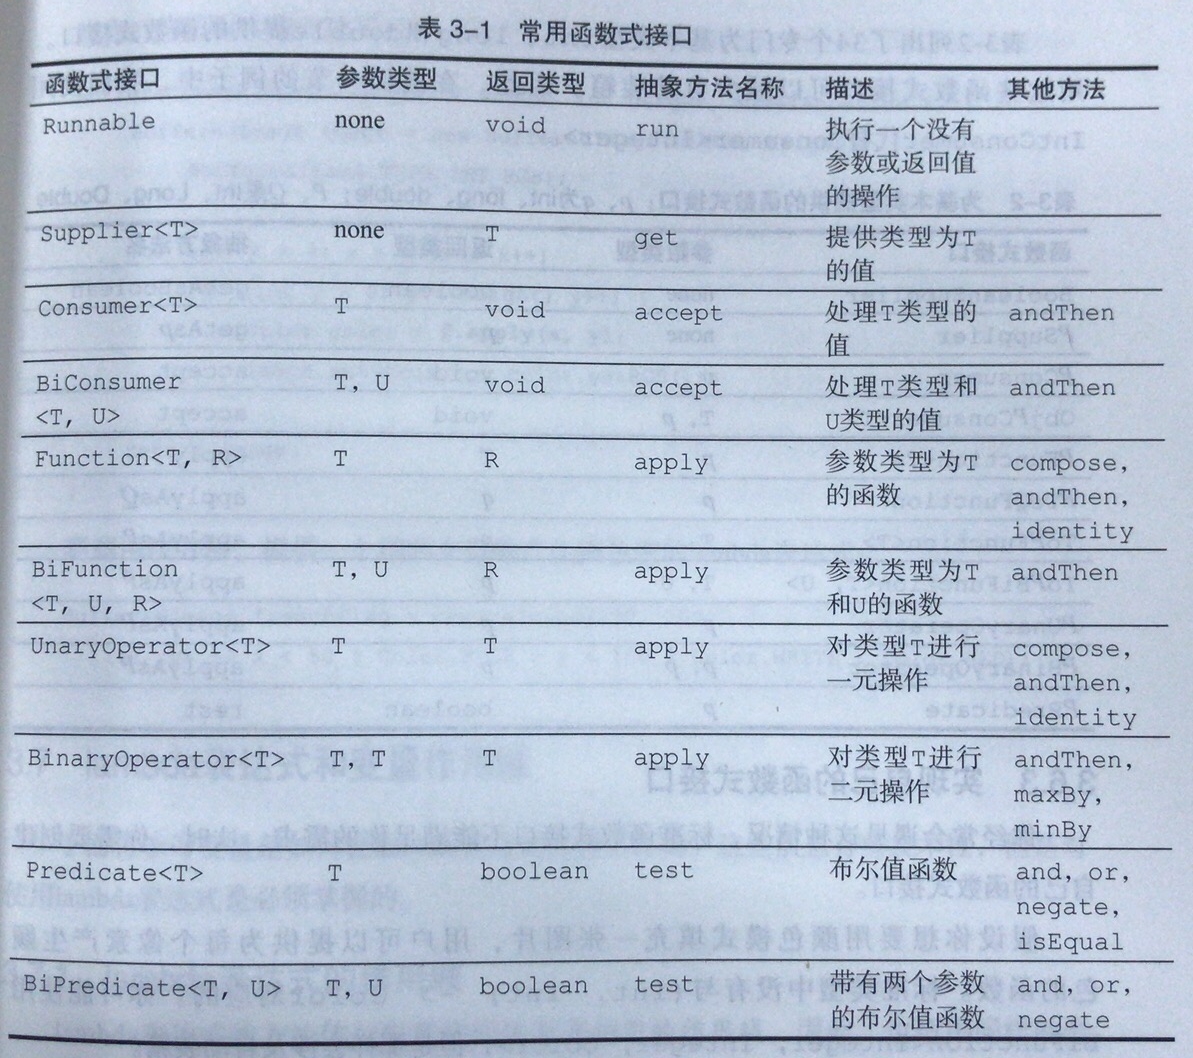 表 3-1 常用函数式接口
函数式接口 参数类型 返回类型 抽象方法名称 描述 其他方法
Runnable none void run 执行一个没有
参数或返回值
的操作
Supplier<T> none T get 提供类型为T
的值
Consumer<T> T void accept 处理T类型的 andThen
值
BiConsumer T, U void accept 处理T类型和 andThen
<T, U> U类型的值
Function<T, R> T R apply 参数类型为T compose,
的函数 andThen,
identity
BiFunction T, U R apply 参数类型为T andThen
<T, U, R> 和U的函数
UnaryOperator<T> T T apply 对类型T进行 compose,
一元操作 andThen,
identity
BinaryOperator<T> T, T T apply 对类型T进行 andThen,
二元操作 maxBy,
minBy
Predicate<T> T boolean test 布尔值函数 and, or,
negate,
isEqual
BiPredicate<T, U> T, U boolean test 带有两个参数 and, or,
的布尔值函数 negate